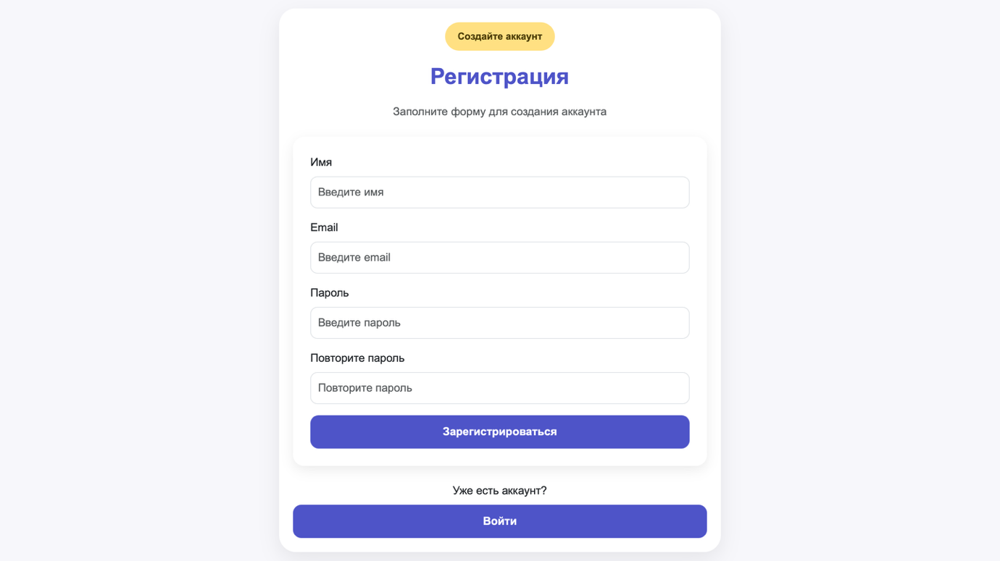 Создайте аккаунт
Регистрация
Заполните форму для создания аккаунта
Имя
Введите имя
Email
Введите email
Пароль
Введите пароль
Повторите пароль
Повторите пароль
Зарегистрироваться
Уже есть аккаунт?
Войти